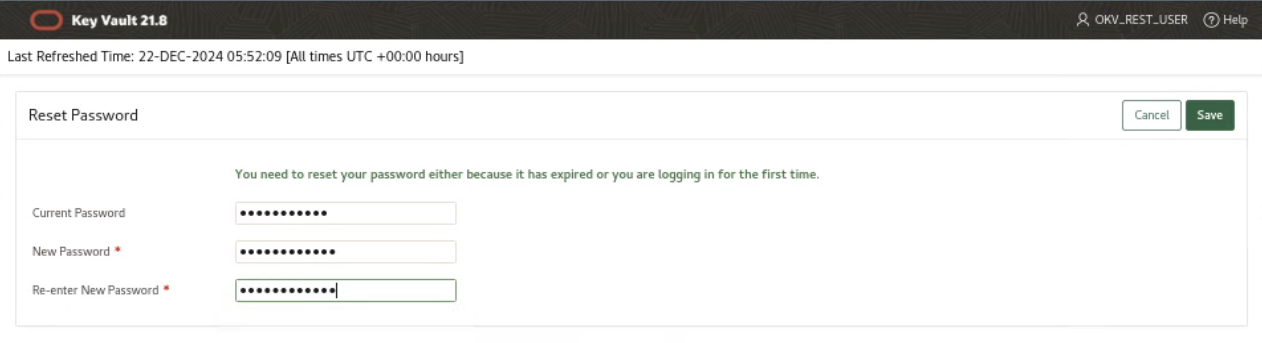 Key Vault 21.8
OKV_REST_USER
Help
Last Refreshed Time: 22-DEC-2024 05:52:09 [All times UTC +00:00 hours]
Reset Password
Cancel
Save
You need to reset your password either because it has expired or you are logging in for the first time.
Current Password
•••••••••••
New Password *
••••••••••••
Re-enter New Password *
••••••••••••